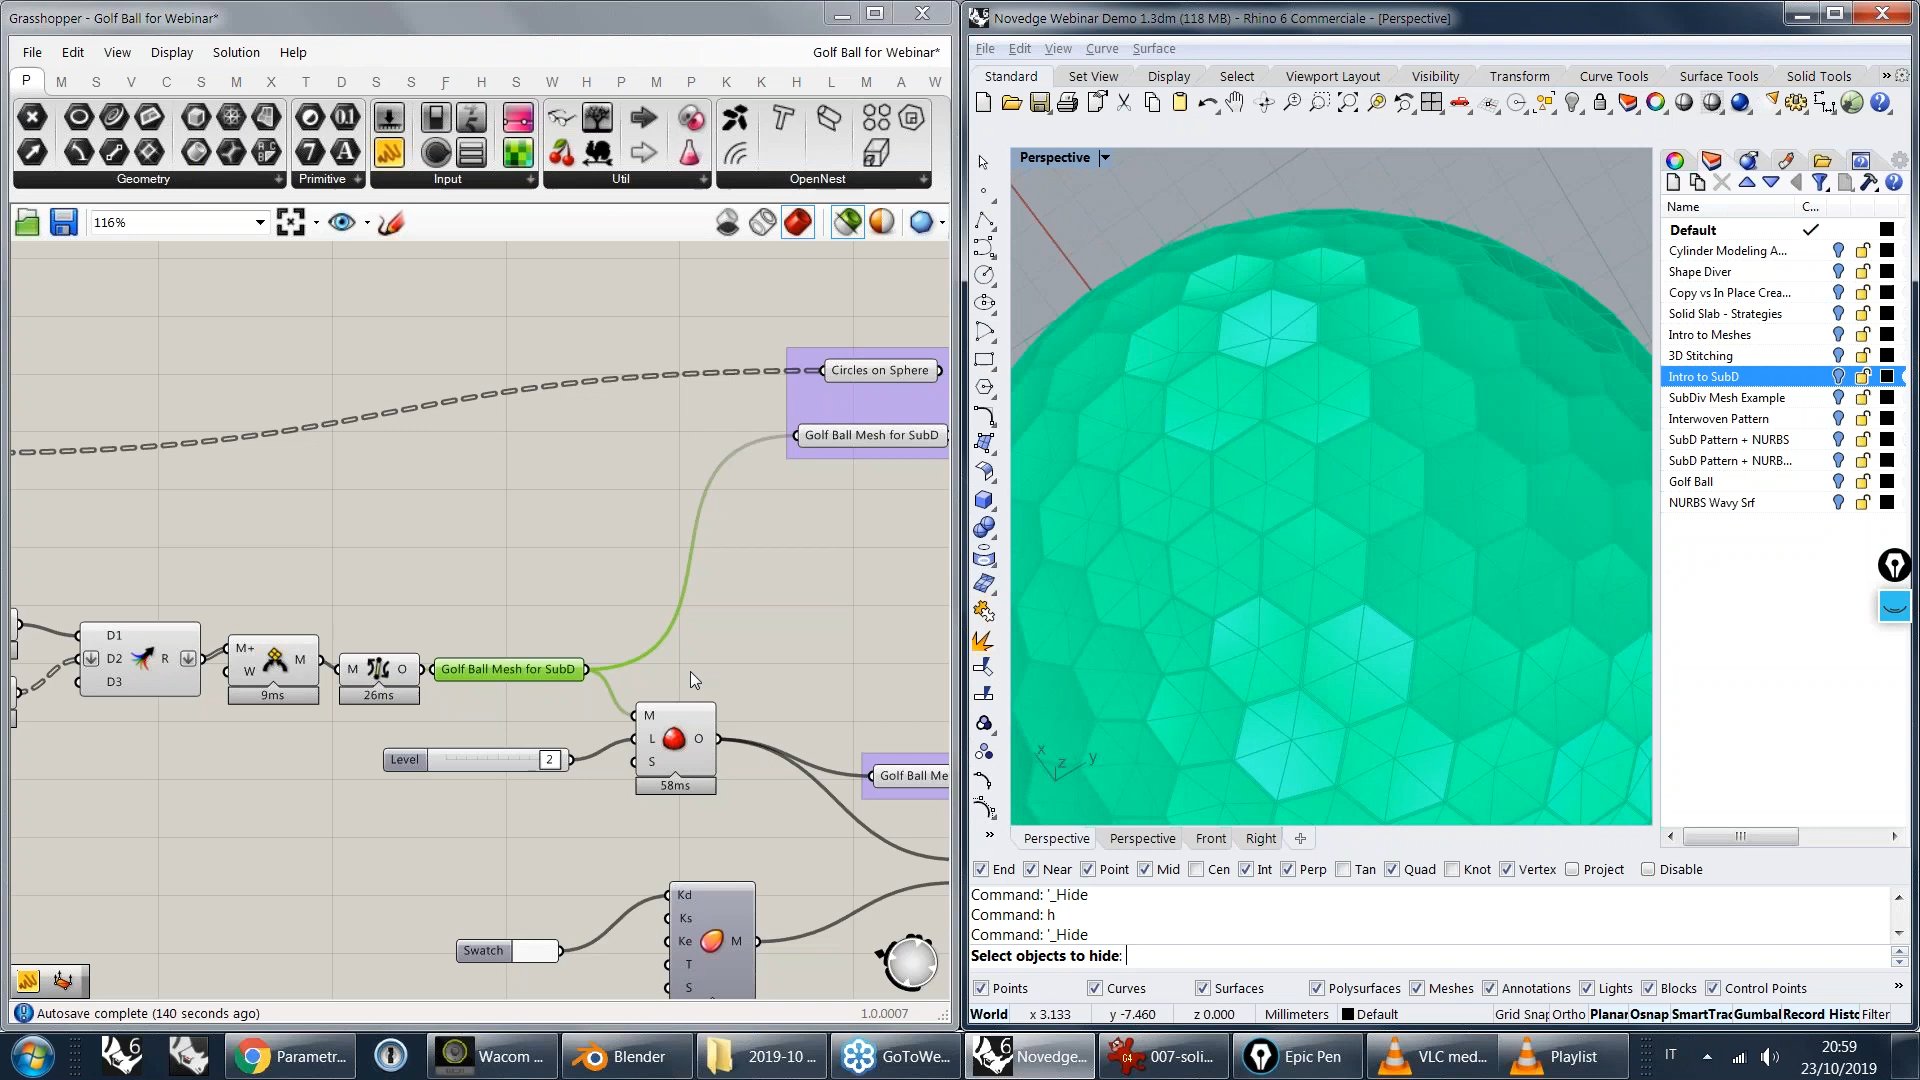 Grasshopper - Golf Ball for Webinar*
File Edit View Display Solution Help
Golf Ball for Webinar*
P M S V C S M X T D S S F H S W H U P M P K K H L M A W
Geometry Primitive Input Util OpenNest
116%
Circles on Sphere
Golf Ball Mesh for SubD
D1
D2 R
D3
M+ M
W
9ms
M O
26ms
Golf Ball Mesh for SubD
M
L O
S
58ms
Level 2
Golf Ball Me
Swatch
Kd
Ks
Ke M
T
S
Autosave complete (140 seconds ago)
1.0.0007
Novedge Webinar Demo 1.3dm (118 MB) - Rhino 6 Commerciale - [Perspective]
File Edit View Curve Surface
Standard Set View Display Select Viewport Layout Visibility Transform Curve Tools Surface Tools Solid Tools »
Perspective
x y z
Name C...
Default
Cylinder Modeling A...
Shape Diver
Copy vs In Place Crea...
Solid Slab - Strategies
Intro to Meshes
3D Stitching
Intro to SubD
SubDiv Mesh Example
Interwoven Pattern
SubD Pattern + NURBS
SubD Pattern + NURB...
Golf Ball
NURBS Wavy Srf
Perspective Perspective Front Right
End Near Point Mid Cen Int Perp Tan Quad Knot Vertex Project Disable
Command: '_Hide
Command: h
Command: '_Hide
Select objects to hide:
Points Curves Surfaces Polysurfaces Meshes Annotations Lights Blocks Control Points »
World x 3.133 y -7.460 z 0.000 Millimeters Default Grid Snap Ortho Planar Osnap SmartTrac Gumbal Record Histo Filter
Parametr... Wacom ... Blender 2019-10 ... GoToWe... Novedge... 007-soli... Epic Pen VLC med... Playlist IT
20:59
23/10/2019